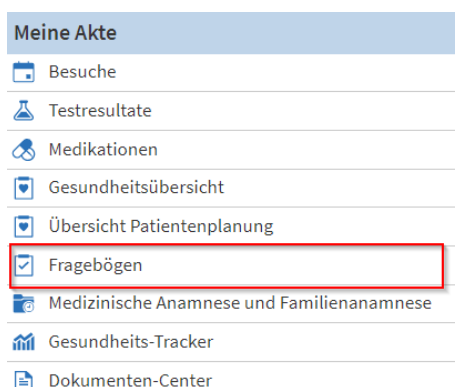 Meine Akte
Besuche
Testresultate
Medikationen
Gesundheitsübersicht
Übersicht Patientenplanung
Fragebögen
Medizinische Anamnese und Familienanamnese
Gesundheits-Tracker
Dokumenten-Center